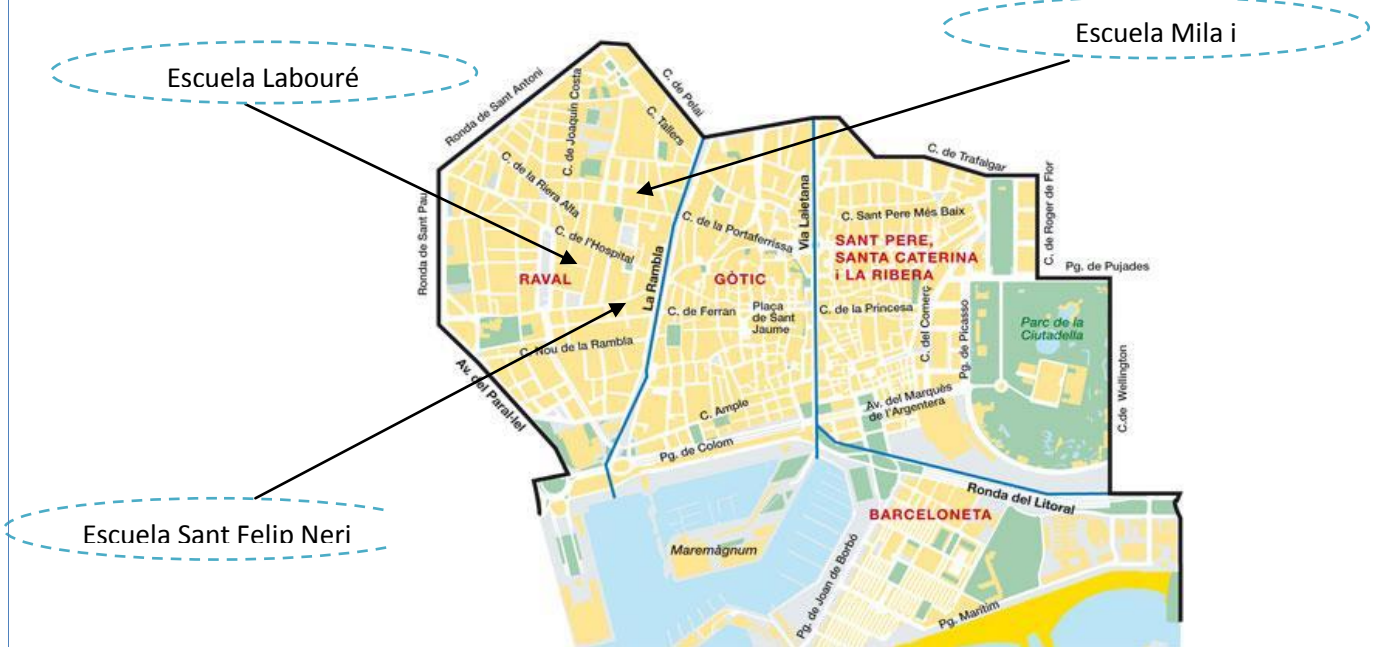 Escuela Mila i
Escuela Labouré
Ronda de Sant Antoni
C. de Pelai
C. de Joaquín Costa
C. Tallers
C. de Trafalgar
C. de Roger de Flor
C. de la Riera Alta
Ronda de Sant Pau
C. de la Portaferrissa
Via Laietana
C. Sant Pere Més Baix
C. de l'Hospital
La Rambla
SANT PERE,
SANTA CATERINA
i LA RIBERA
Pg. de Pujades
RAVAL
GÒTIC
C. de Ferran
Plaça
de Sant
Jaume
C. de la Princesa
C. del Comerç
Pg. de Picasso
Parc de la
Ciutadella
C. Nou de la Rambla
C.de Wellington
Av. del Paral·lel
C. Ample
Av. del Marquès
de l'Argentera
Pg. de Colom
Ronda del Litoral
BARCELONETA
Escuela Sant Felip Neri
Maremàgnum
Pg. de Joan de Borbó
Pg. Marítim